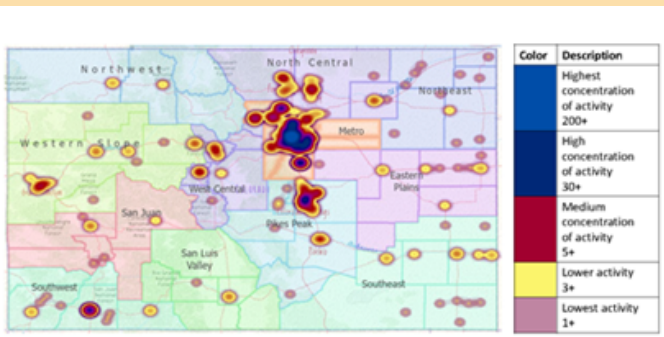 Northwest
North Central
Northeast
Metro
Western Slope
West Central
Eastern
Plains
San Juan
Pikes Peak
San Luis
Valley
Southwest
Southeast
Color Description
Highest
concentration
of activity
200+
High
concentration
of activity
30+
Medium
concentration
of activity
5+
Lower activity
3+
Lowest activity
1+